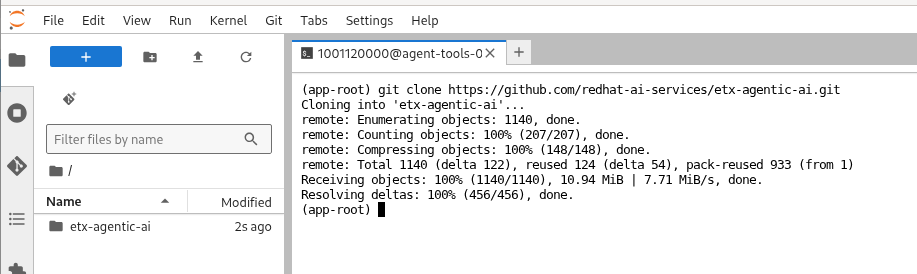 File Edit View Run Kernel Git Tabs Settings Help
+
1001120000@agent-tools-0 × +
Filter files by name
/
Name Modified
etx-agentic-ai 2s ago
(app-root) git clone https://github.com/redhat-ai-services/etx-agentic-ai.git
Cloning into 'etx-agentic-ai'...
remote: Enumerating objects: 1140, done.
remote: Counting objects: 100% (207/207), done.
remote: Compressing objects: 100% (148/148), done.
remote: Total 1140 (delta 122), reused 124 (delta 54), pack-reused 933 (from 1)
Receiving objects: 100% (1140/1140), 10.94 MiB | 7.71 MiB/s, done.
Resolving deltas: 100% (456/456), done.
(app-root)